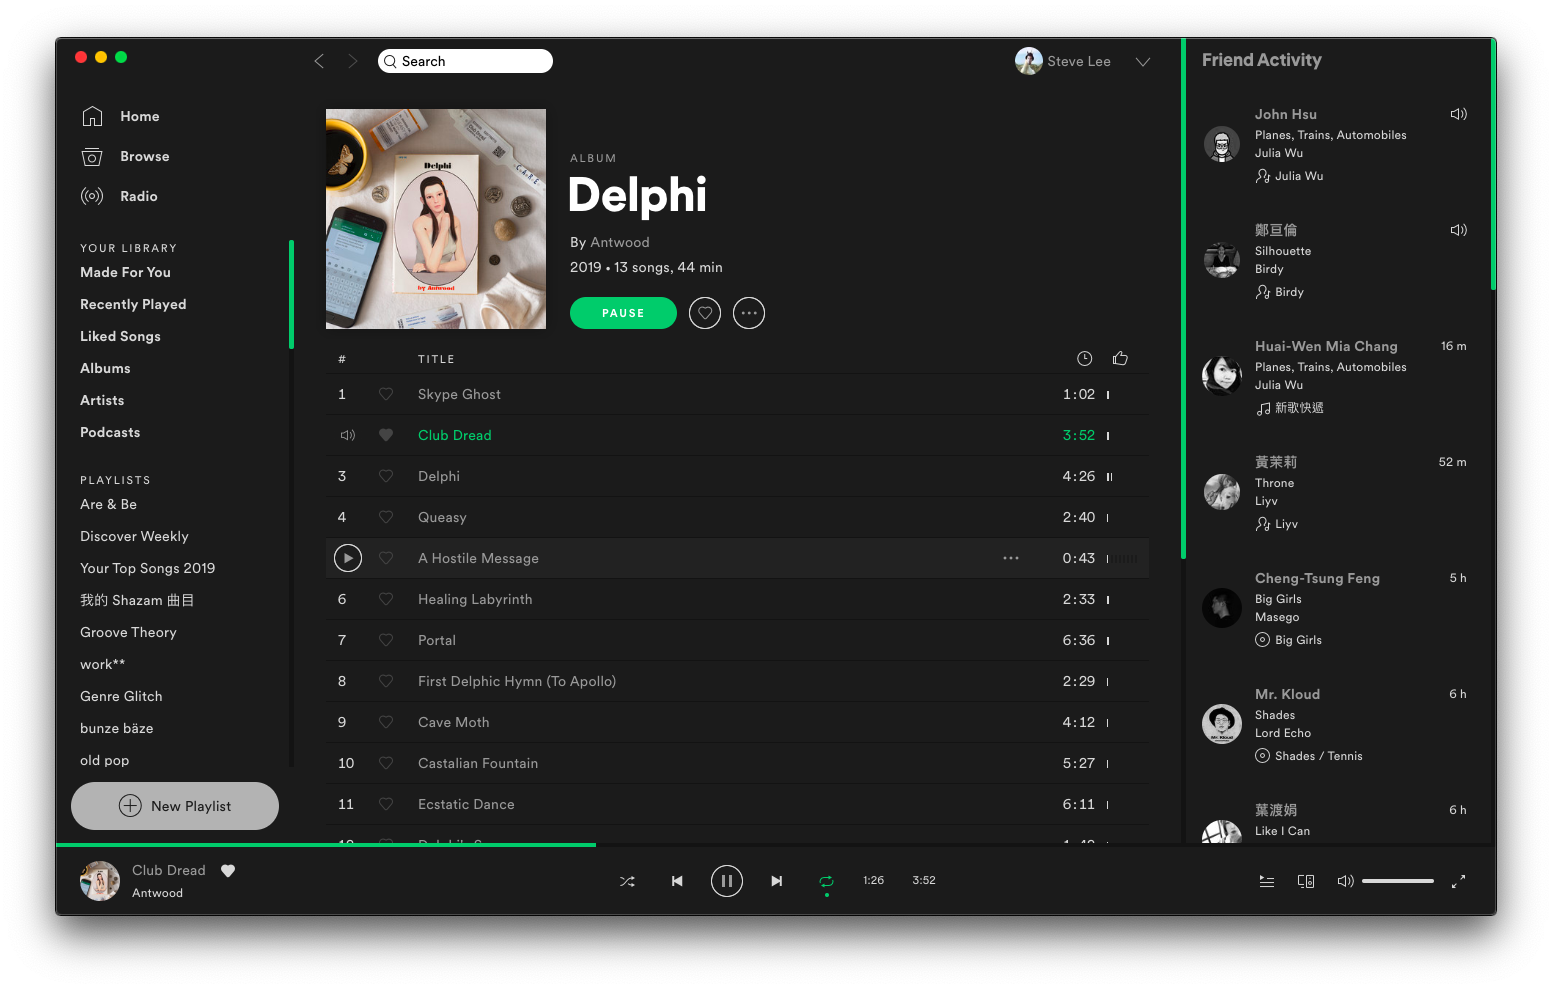 Search
Steve Lee
Home
Browse
Radio
YOUR LIBRARY
Made For You
Recently Played
Liked Songs
Albums
Artists
Podcasts
PLAYLISTS
Are & Be
Discover Weekly
Your Top Songs 2019
我的 Shazam 曲目
Groove Theory
work**
Genre Glitch
bunze bäze
old pop
New Playlist
Delphi
by Antwood
CARE
ALBUM
Delphi
By Antwood
2019 • 13 songs, 44 min
PAUSE
# TITLE
1 Skype Ghost 1:02
Club Dread 3:52
3 Delphi 4:26
4 Queasy 2:40
A Hostile Message 0:43
6 Healing Labyrinth 2:33
7 Portal 6:36
8 First Delphic Hymn (To Apollo) 2:29
9 Cave Moth 4:12
10 Castalian Fountain 5:27
11 Ecstatic Dance 6:11
Friend Activity
John Hsu
Planes, Trains, Automobiles
Julia Wu
Julia Wu
鄭亘倫
Silhouette
Birdy
Birdy
Huai-Wen Mia Chang 16 m
Planes, Trains, Automobiles
Julia Wu
新歌快遞
黃茉莉 52 m
Throne
Liyv
Liyv
Cheng-Tsung Feng 5 h
Big Girls
Masego
Big Girls
Mr. Kloud 6 h
Shades
Lord Echo
Shades / Tennis
Mr. Kloud
葉渡娟 6 h
Like I Can
Club Dread
Antwood
1:26 3:52